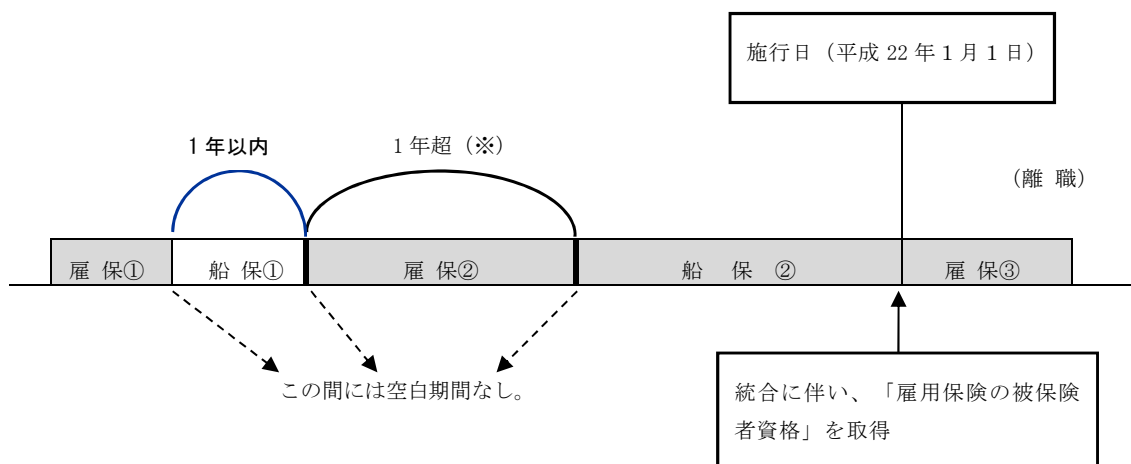 施行日（平成 22 年 1 月 1 日）
1 年以内
1 年超（※）
（離 職）
雇 保①
船 保①
雇 保②
船 保 ②
雇 保③
この間には空白期間なし。
統合に伴い、「雇用保険の被保険
者資格」を取得